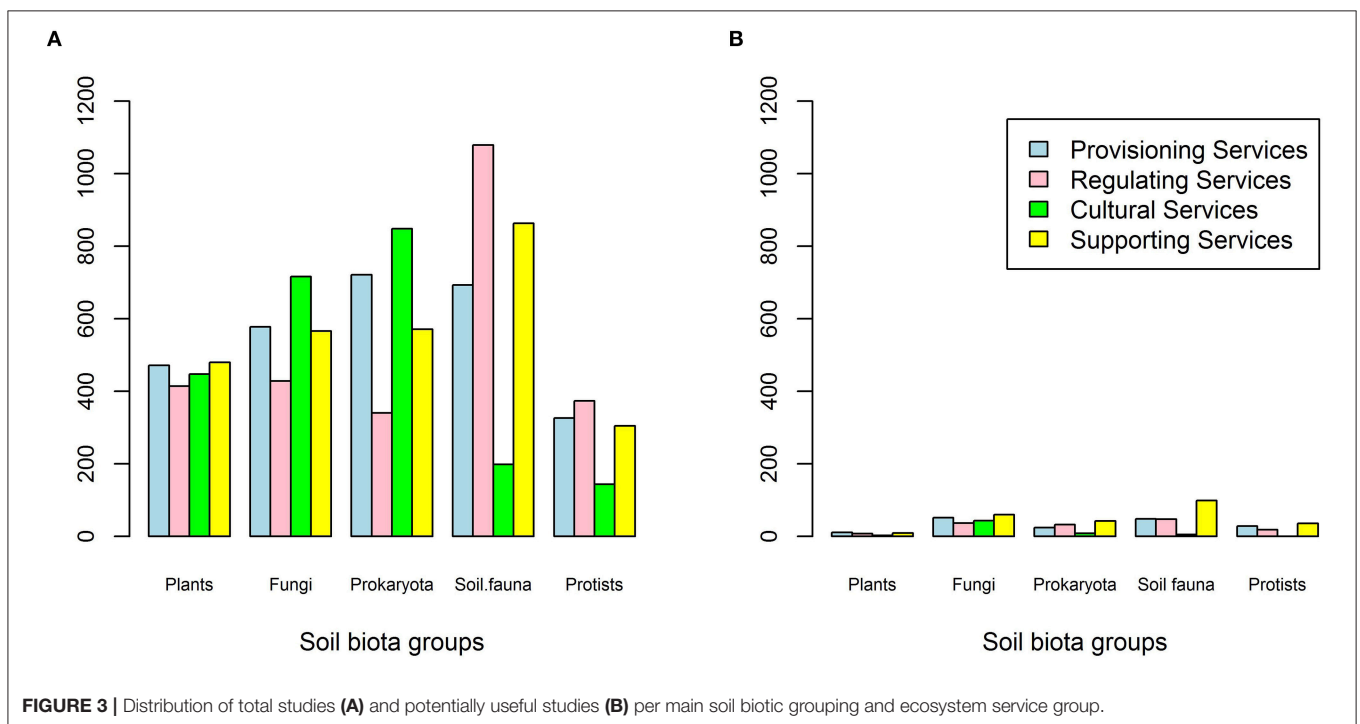 A
0
200
400
600
800
1000
1200
Plants
Fungi
Prokaryota
Soil.fauna
Protists
Soil biota groups
B
0
200
400
600
800
1000
1200
Provisioning Services
Regulating Services
Cultural Services
Supporting Services
Plants
Fungi
Prokaryota
Soil fauna
Protists
Soil biota groups
FIGURE 3 | Distribution of total studies (A) and potentially useful studies (B) per main soil biotic grouping and ecosystem service group.